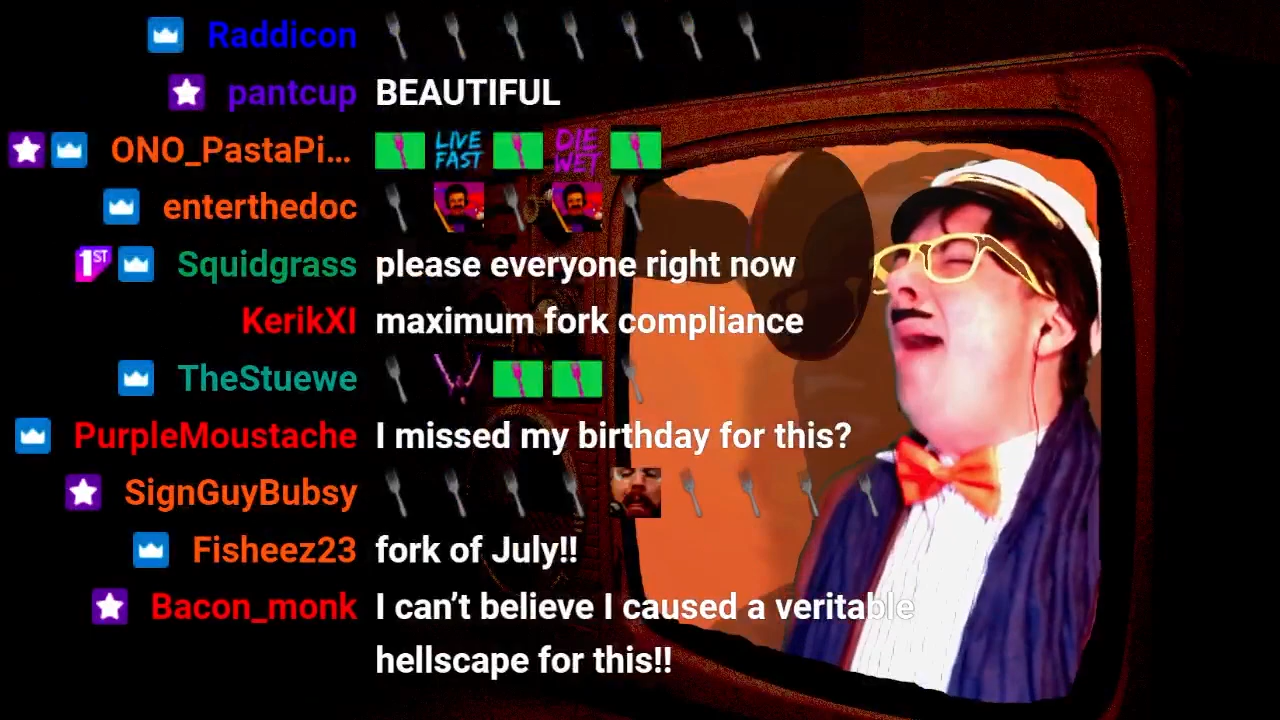 Raddicon
pantcup BEAUTIFUL
ONO_PastaPi... LIVE FAST DIE WET
enterthedoc
1ST Squidgrass please everyone right now
KerikXI maximum fork compliance
TheStuewe
PurpleMoustache I missed my birthday for this?
SignGuyBubsy
Fisheez23 fork of July!!
Bacon_monk I can't believe I caused a veritable
hellscape for this!!